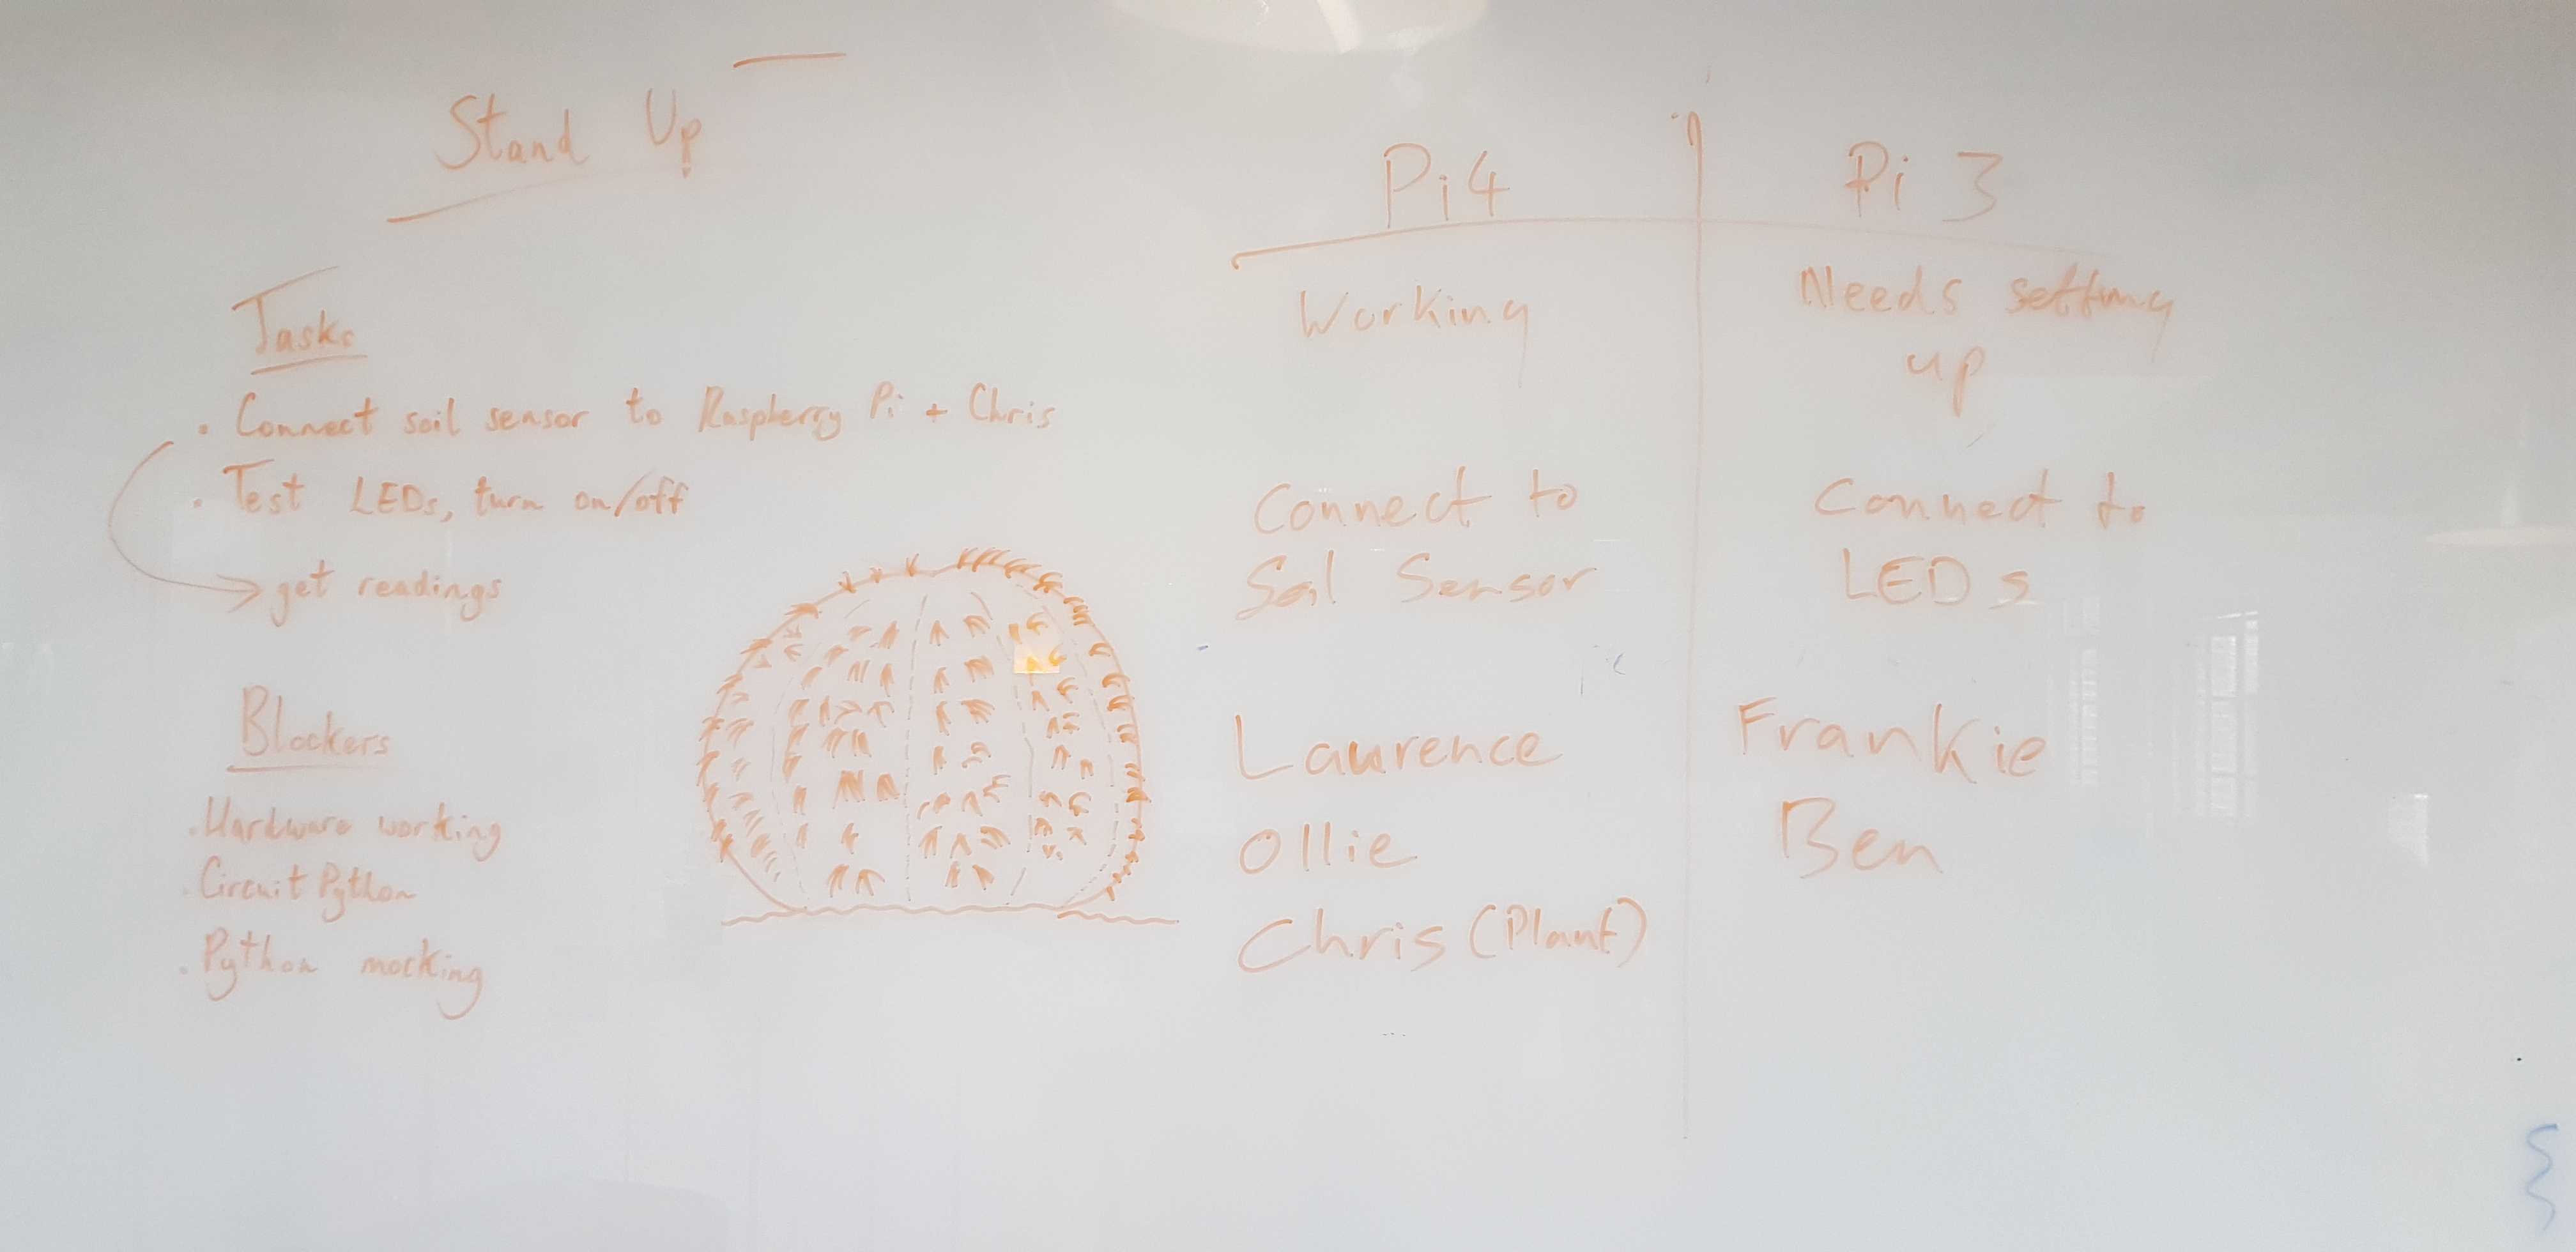 Stand Up
Tasks
. Connect soil sensor to Raspberry Pi + Chris
. Test LEDs, turn on/off
get readings
Blockers
. Hardware working
. Circuit Python
. Python mocking
Pi 4
Working
Connect to
Soil Sensor
Laurence
Ollie
Chris (Plant)
Pi 3
Needs setting
up
Connect to
LEDs
Frankie
Ben